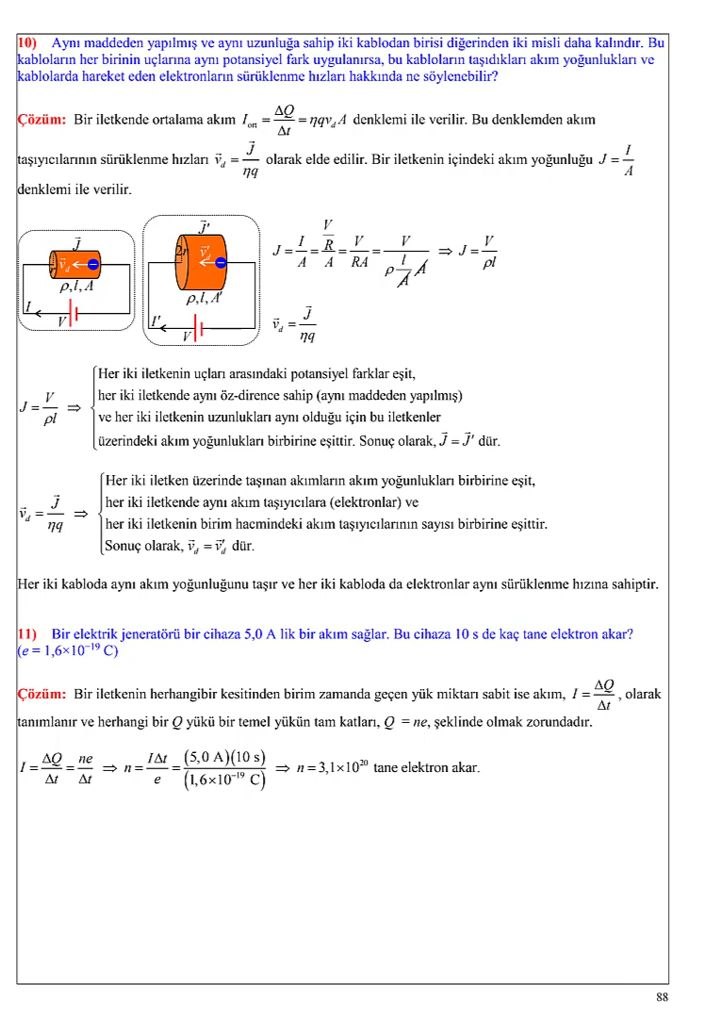 10) Aynı maddeden yapılmış ve aynı uzunluğa sahip iki kablodan birisi diğerinden iki misli daha kalındır. Bu
kabloların her birinin uçlarına aynı potansiyel fark uygulanırsa, bu kabloların taşıdıkları akım yoğunlukları ve
kablolarda hareket eden elektronların sürüklenme hızları hakkında ne söylenebilir?
Çözüm: Bir iletkende ortalama akım I_on = ΔQ/Δt = ηqv_d A denklemi ile verilir. Bu denklemden akım
taşıyıcılarının sürüklenme hızları v⃗_d = J⃗/ηq olarak elde edilir. Bir iletkenin içindeki akım yoğunluğu J = I/A
denklemi ile verilir.
J⃗ v⃗_d r − ρ, l, A I V
J⃗′ 2r v⃗′_d − ρ, l, A′ I′ V
J = I/A = (V/R)/A = V/RA = V/(ρ (l/A) A) ⇒ J = V/ρl
v⃗_d = J⃗/ηq
J = V/ρl ⇒ { Her iki iletkenin uçları arasındaki potansiyel farklar eşit,
her iki iletkende aynı öz-dirence sahip (aynı maddeden yapılmış)
ve her iki iletkenin uzunlukları aynı olduğu için bu iletkenler
üzerindeki akım yoğunlukları birbirine eşittir. Sonuç olarak, J⃗ = J⃗′ dür.
v⃗_d = J⃗/ηq ⇒ { Her iki iletken üzerinde taşınan akımların akım yoğunlukları birbirine eşit,
her iki iletkende aynı akım taşıyıcılara (elektronlar) ve
her iki iletkenin birim hacmindeki akım taşıyıcılarının sayısı birbirine eşittir.
Sonuç olarak, v⃗_d = v⃗′_d dür.
Her iki kabloda aynı akım yoğunluğunu taşır ve her iki kabloda da elektronlar aynı sürüklenme hızına sahiptir.
11) Bir elektrik jeneratörü bir cihaza 5,0 A lik bir akım sağlar. Bu cihaza 10 s de kaç tane elektron akar?
(e = 1,6×10⁻¹⁹ C)
Çözüm: Bir iletkenin herhangibir kesitinden birim zamanda geçen yük miktarı sabit ise akım, I = ΔQ/Δt, olarak
tanımlanır ve herhangi bir Q yükü bir temel yükün tam katları, Q = ne, şeklinde olmak zorundadır.
I = ΔQ/Δt = ne/Δt ⇒ n = IΔt/e = (5,0 A)(10 s)/(1,6×10⁻¹⁹ C) ⇒ n = 3,1×10²⁰ tane elektron akar.
88